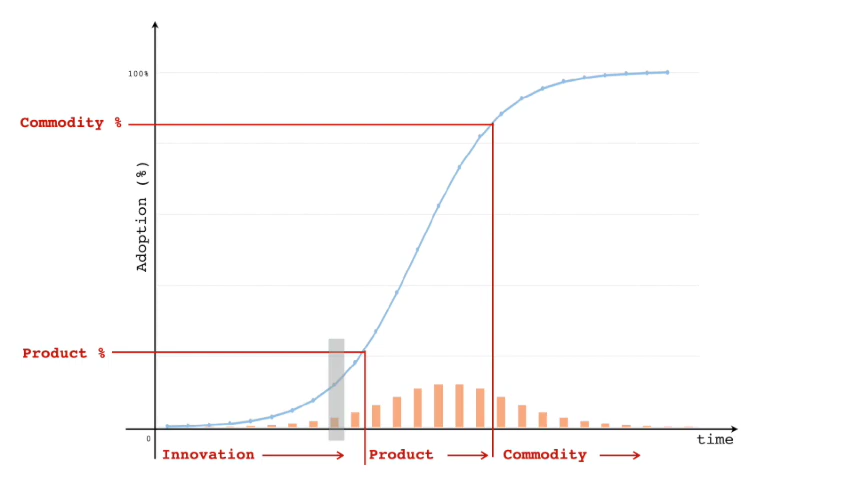 100%
Commodity %
Adoption (%)
Product %
0
time
Innovation
Product
Commodity